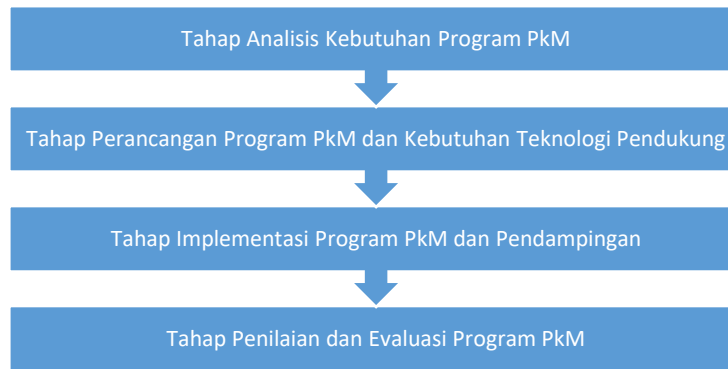 Tahap Analisis Kebutuhan Program PkM
Tahap Perancangan Program PkM dan Kebutuhan Teknologi Pendukung
Tahap Implementasi Program PkM dan Pendampingan
Tahap Penilaian dan Evaluasi Program PkM